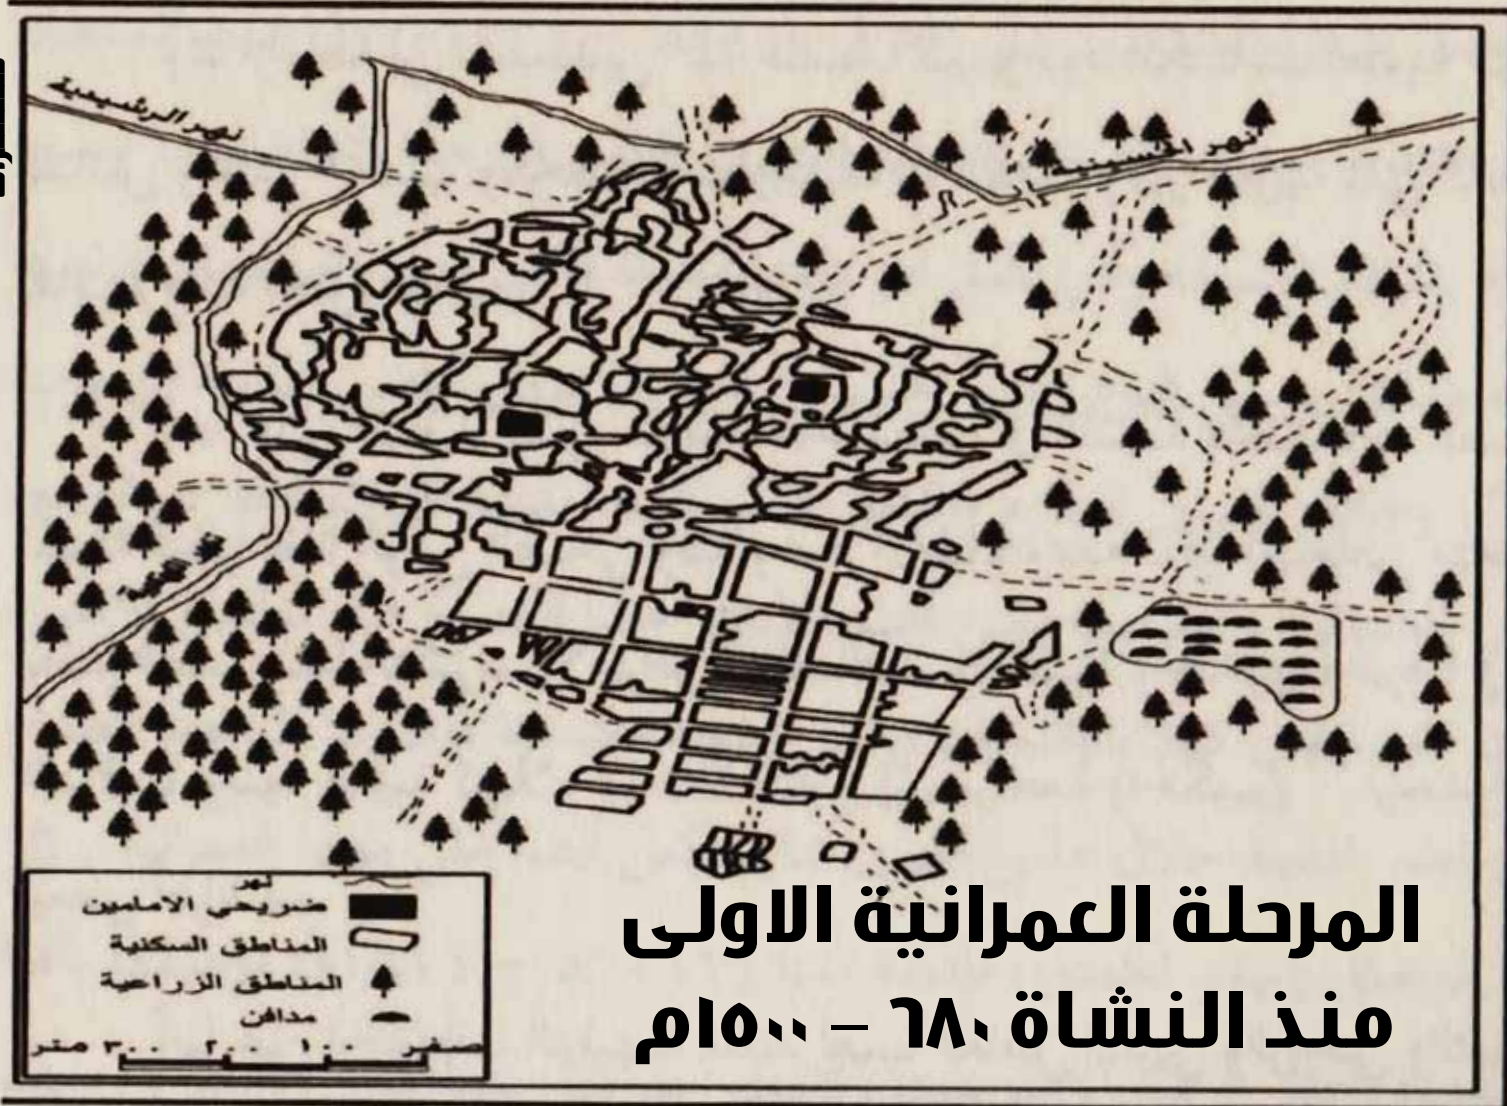 نهر الرشيدية
نهر الحسينية
المرحلة العمرانية الاولى
منذ النشاة ٦٨٠ – ١٥٠٠م
نهر
ضريحي الامامين
المناطق السكنية
المناطق الزراعية
مدافن
صفر ١٠٠ ٢٠٠ ٣٠٠ متر